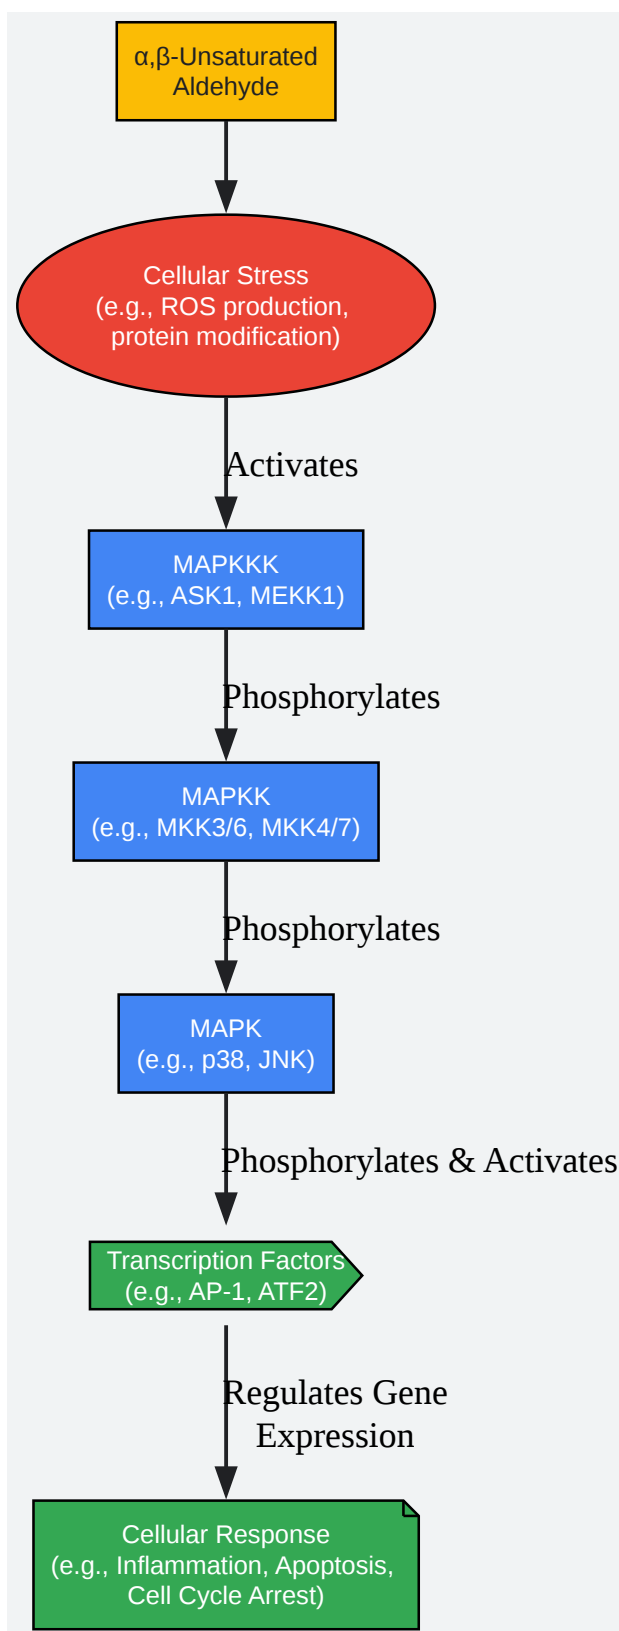 α,β-Unsaturated
Aldehyde
Cellular Stress
(e.g., ROS production,
protein modification)
Activates
MAPKKK
(e.g., ASK1, MEKK1)
Phosphorylates
MAPKK
(e.g., MKK3/6, MKK4/7)
Phosphorylates
MAPK
(e.g., p38, JNK)
Phosphorylates & Activates
Transcription Factors
(e.g., AP-1, ATF2)
Regulates Gene
Expression
Cellular Response
(e.g., Inflammation, Apoptosis,
Cell Cycle Arrest)